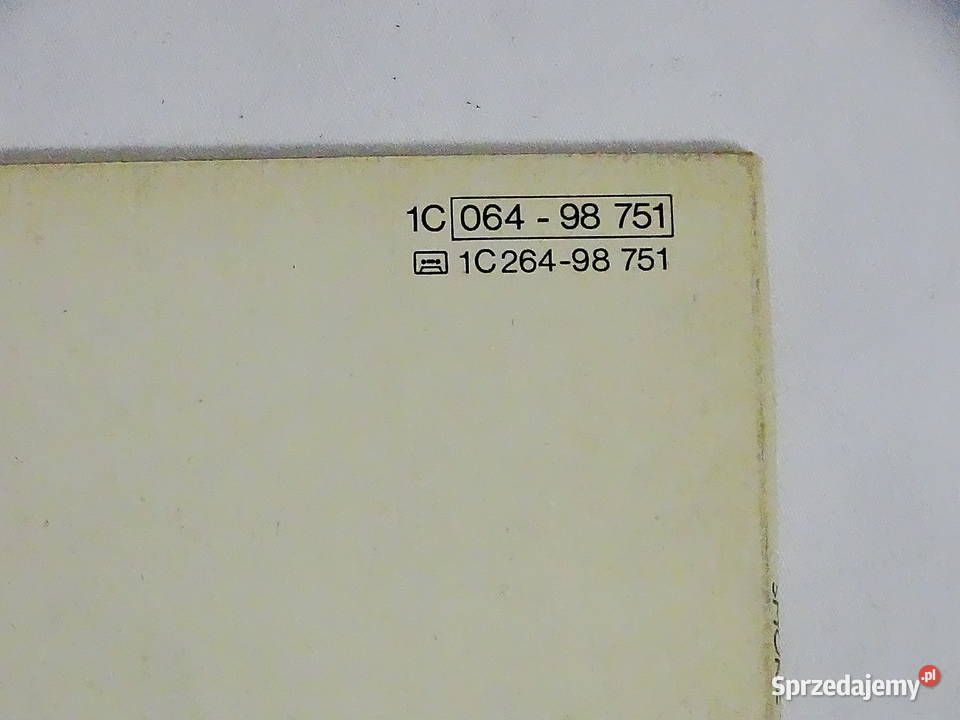 1C 064 - 98 751
1C 264-98 751
Sprzedajemy.pl